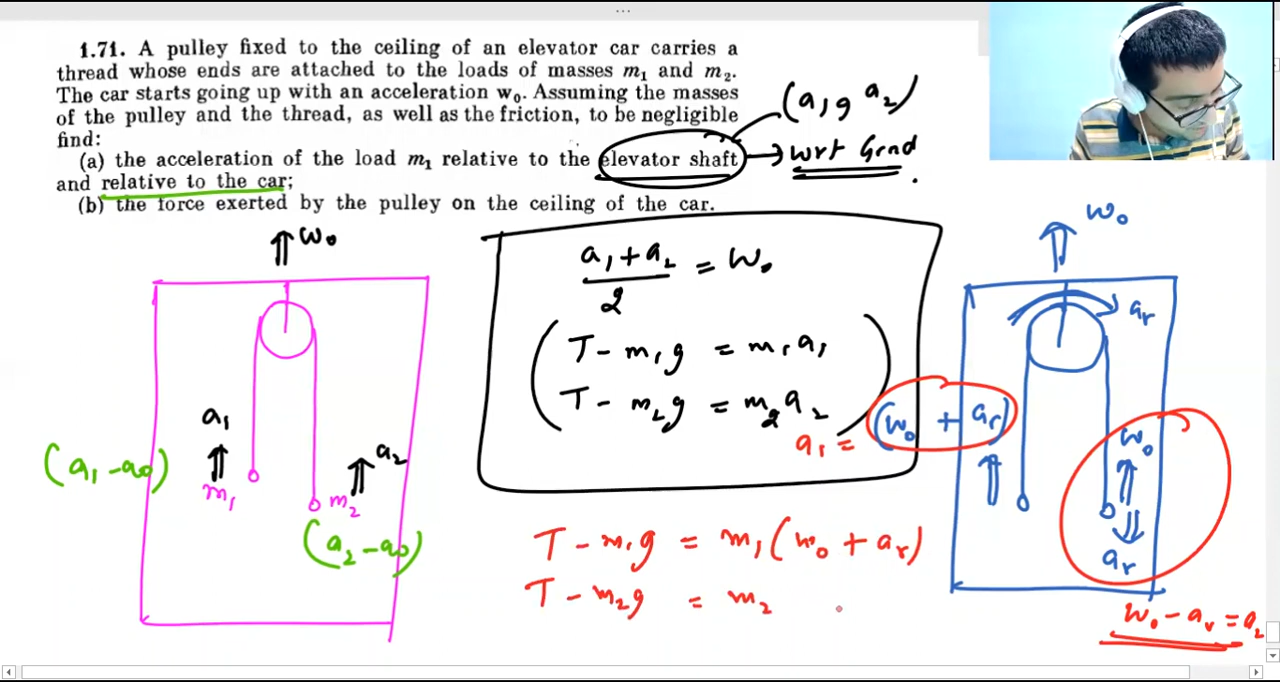 1.71. A pulley fixed to the ceiling of an elevator car carries a
thread whose ends are attached to the loads of masses m₁ and m₂.
The car starts going up with an acceleration w₀. Assuming the masses
of the pulley and the thread, as well as the friction, to be negligible
find:
(a) the acceleration of the load m₁ relative to the elevator shaft
and relative to the car;
(b) the force exerted by the pulley on the ceiling of the car.
(a₁ g a₂)
wrt Grnd
w₀
a₁
(a₁ - a₀)
m₁
a₂
m₂
(a₂ - a₀)
(a₁ + a₂)/2 = w₀
T - m₁g = m₁a₁
T - m₂g = m₂a₂
a₁ = (w₀ + aᵣ)
T - m₁g = m₁(w₀ + aᵣ)
T - m₂g = m₂
w₀
aᵣ
w₀
aᵣ
w₀ - aᵣ = a₂